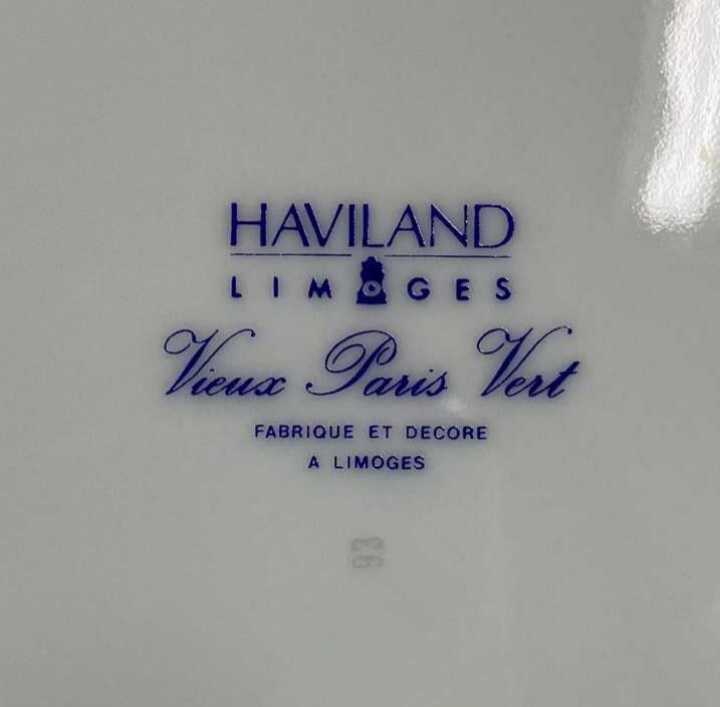 HAVILAND
LIMOGES
Vieux Paris Vert
FABRIQUE ET DECORE
A LIMOGES